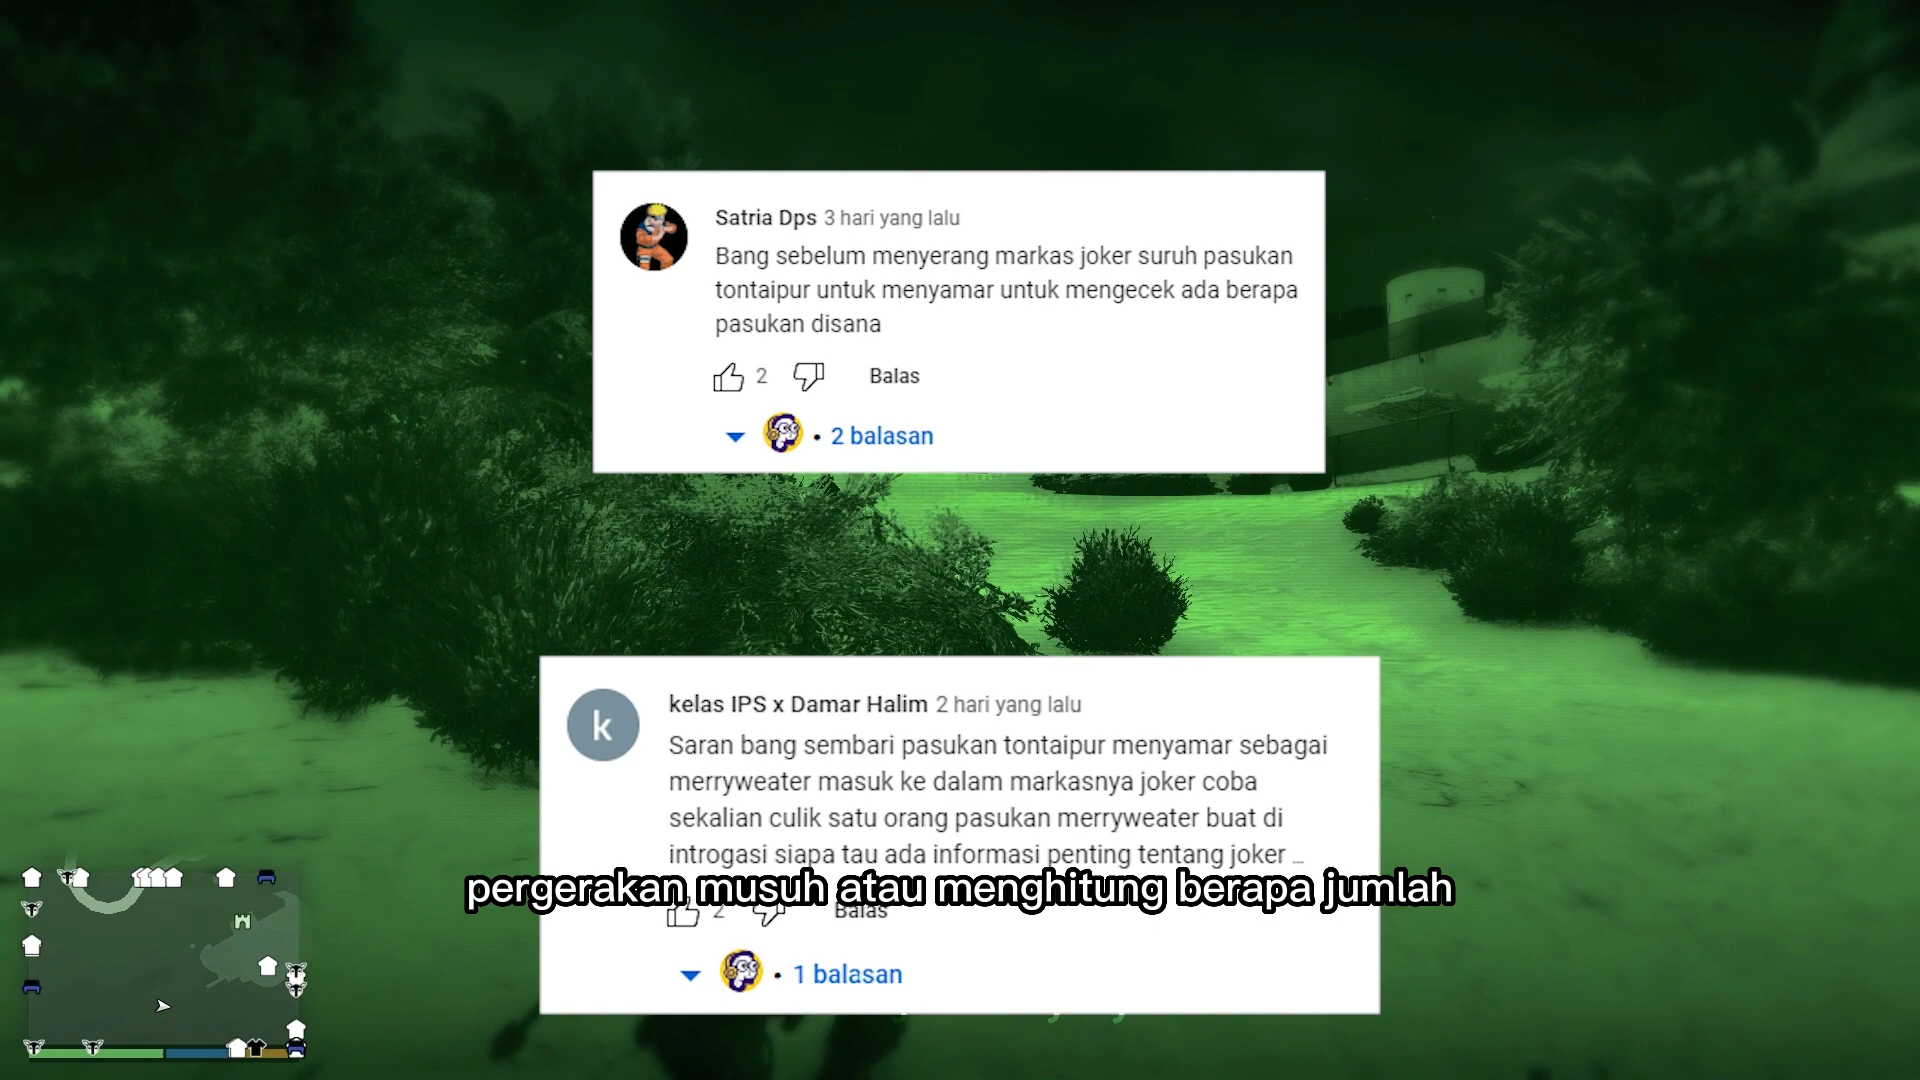 Satria Dps 3 hari yang lalu
Bang sebelum menyerang markas joker suruh pasukan
tontaipur untuk menyamar untuk mengecek ada berapa
pasukan disana
2 Balas
• 2 balasan
k
kelas IPS x Damar Halim 2 hari yang lalu
Saran bang sembari pasukan tontaipur menyamar sebagai
merryweather masuk ke dalam markasnya joker coba
sekalian culik satu orang pasukan merryweater buat di
introgasi siapa tau ada informasi penting tentang joker ...
pergerakan musuh atau menghitung berapa jumlah
2 Balas
• 1 balasan